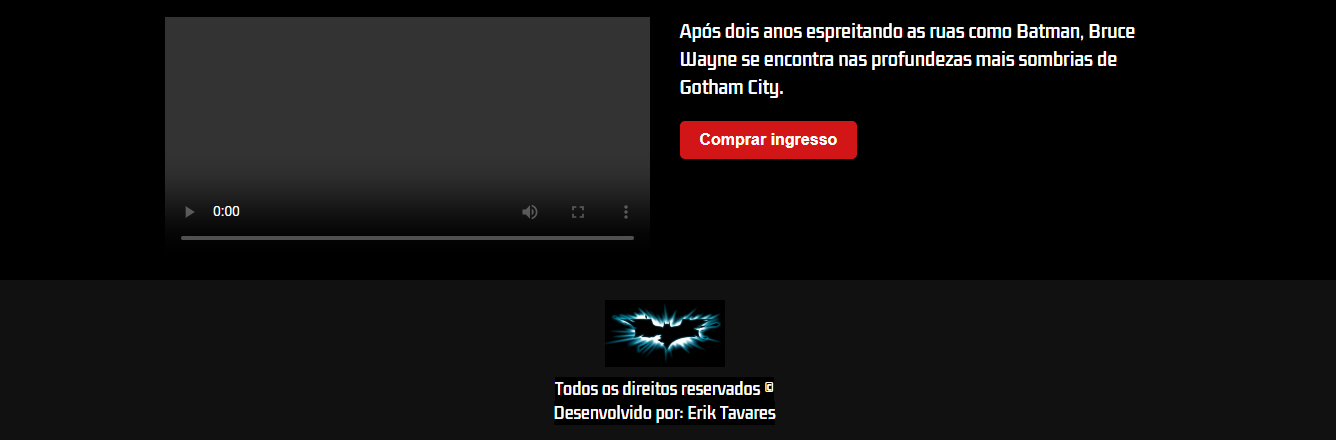 Após dois anos espreitando as ruas como Batman, Bruce
Wayne se encontra nas profundezas mais sombrias de
Gotham City.
Comprar ingresso
0:00
Todos os direitos reservados ©
Desenvolvido por: Erik Tavares